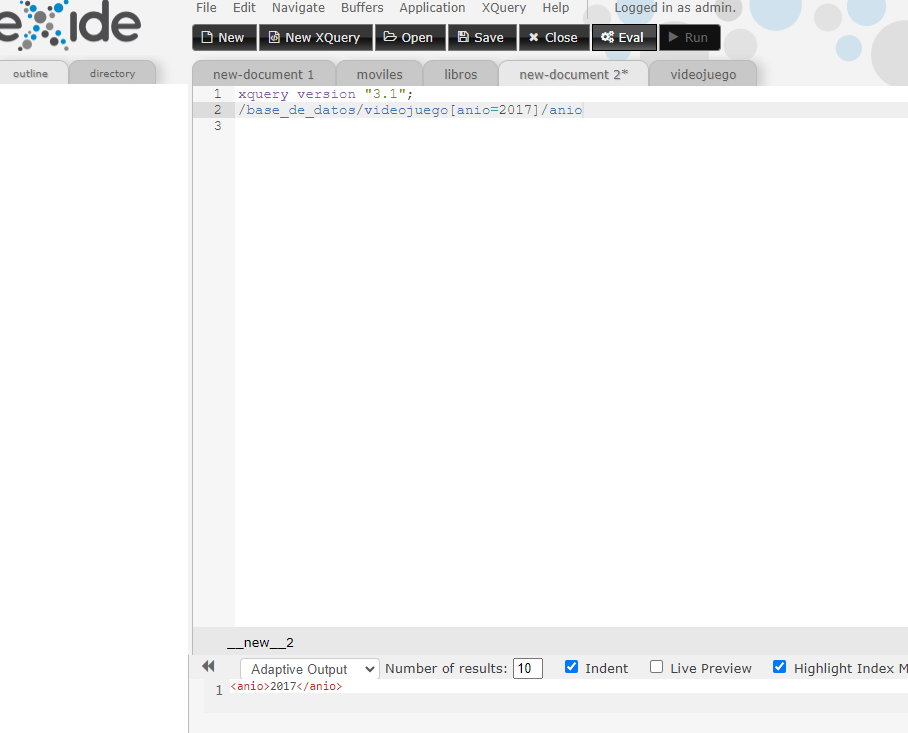 eXide
File Edit Navigate Buffers Application XQuery Help Logged in as admin.
New New XQuery Open Save Close Eval Run
outline directory
new-document 1 moviles libros new-document 2* videojuego
1 xquery version "3.1";
2 /base_de_datos/videojuego[anio=2017]/anio
3
__new__2
Adaptive Output Number of results: 10 Indent Live Preview Highlight Index M
1 <anio>2017</anio>